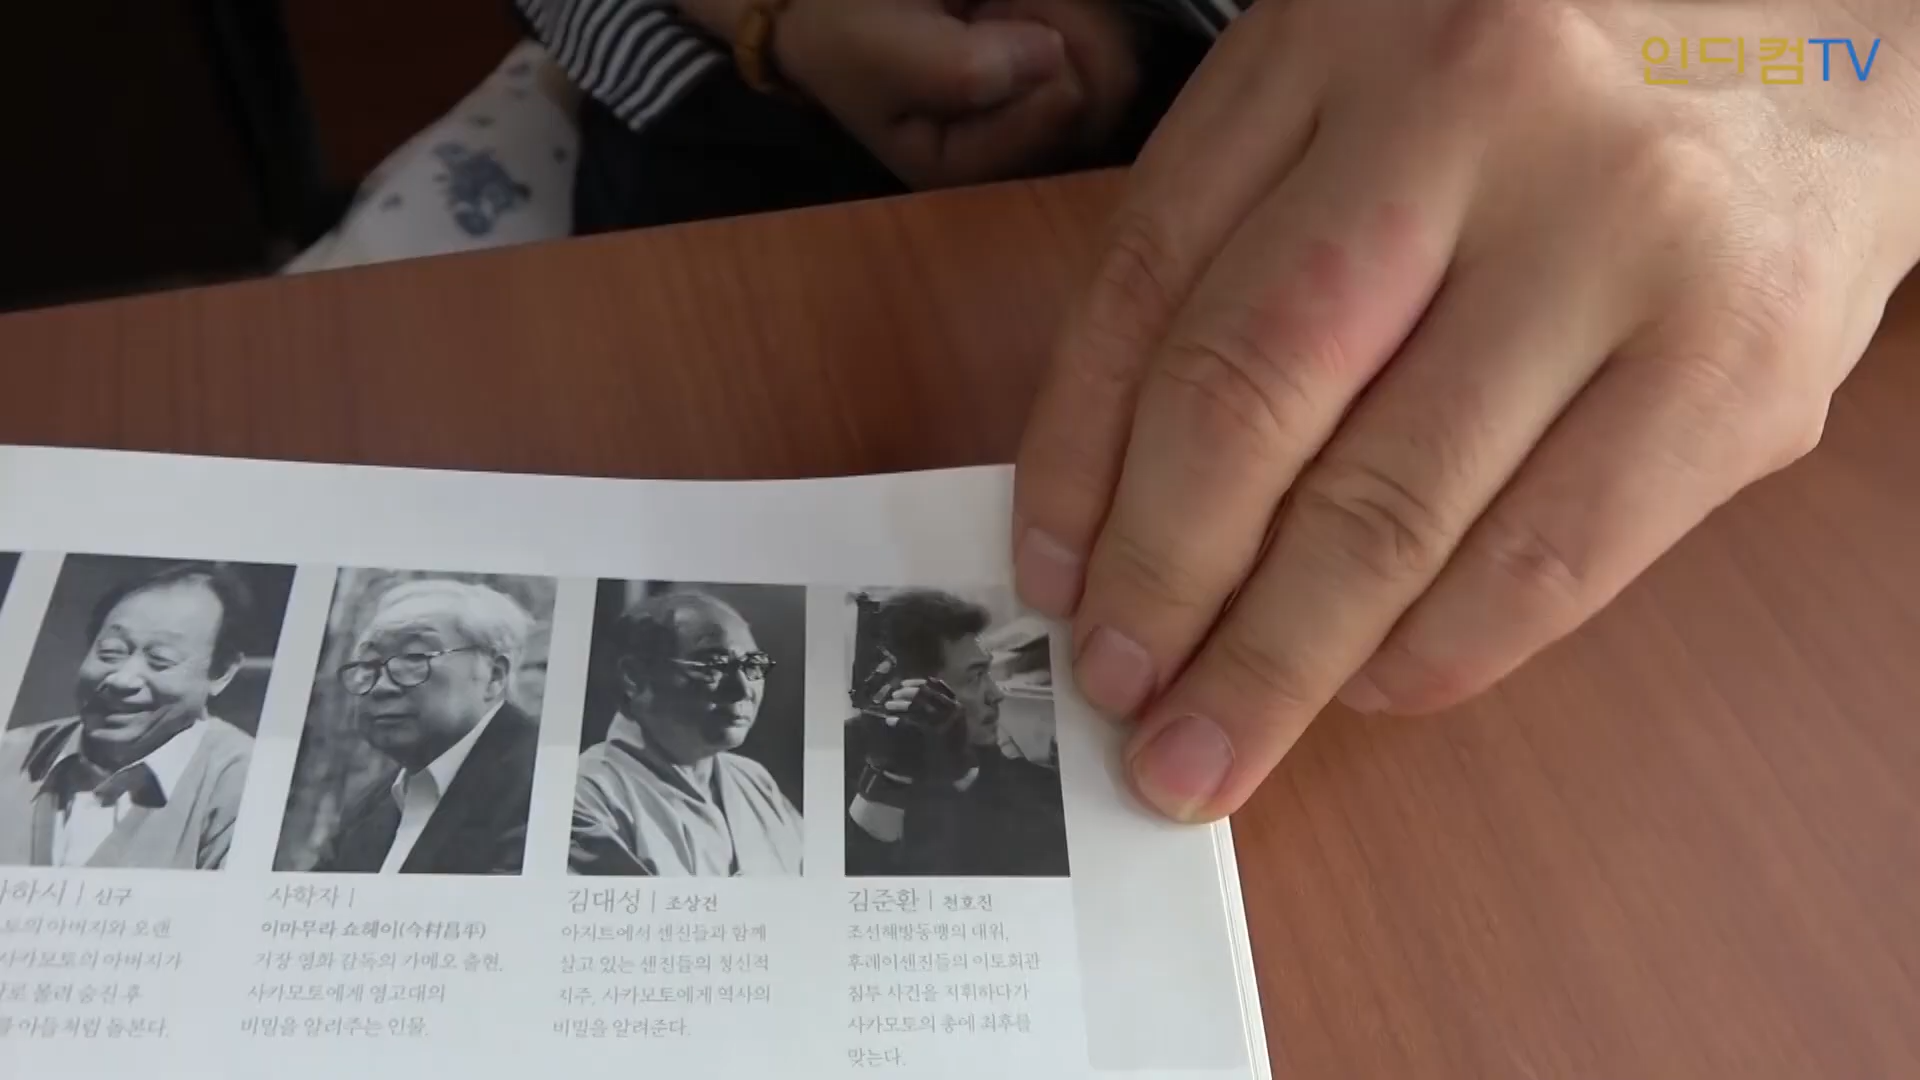 인디컴TV
다하시 | 신구
토의 아버지와 오랜
사카모토의 아버지가
로 몰려 숨진 후
를 아들처럼 돌본다.
사학자 |
이마무라 쇼헤이(今村昌平)
거장 영화 감독의 카메오 출현.
사카모토에게 영고대의
비밀을 알려주는 인물.
김대성 | 조상건
아지트에서 센진들과 함께
살고 있는 센진들의 정신적
지주, 사카모토에게 역사의
비밀을 알려준다.
김준환 | 천호진
조선해방동맹의 대위,
후레이센진들의 이토회관
침투 사건을 지휘하다가
사카모토의 총에 최후를
맞는다.